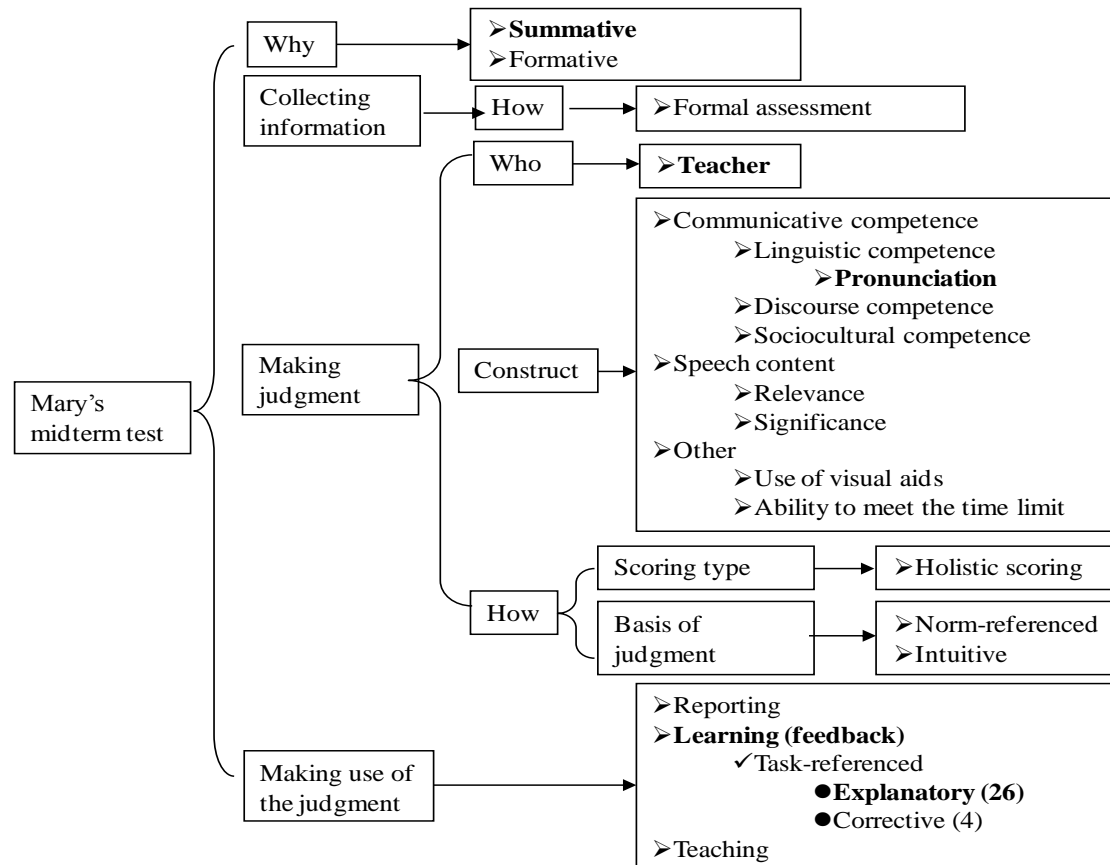 Mary's
midterm test
Why
➢Summative
➢Formative
Collecting
information
How
➢Formal assessment
Making
judgment
Who
➢Teacher
Construct
➢Communicative competence
➢Linguistic competence
➢Pronunciation
➢Discourse competence
➢Sociocultural competence
➢Speech content
➢Relevance
➢Significance
➢Other
➢Use of visual aids
➢Ability to meet the time limit
How
Scoring type
➢Holistic scoring
Basis of
judgment
➢Norm-referenced
➢Intuitive
Making use of
the judgment
➢Reporting
➢Learning (feedback)
✓Task-referenced
●Explanatory (26)
●Corrective (4)
➢Teaching